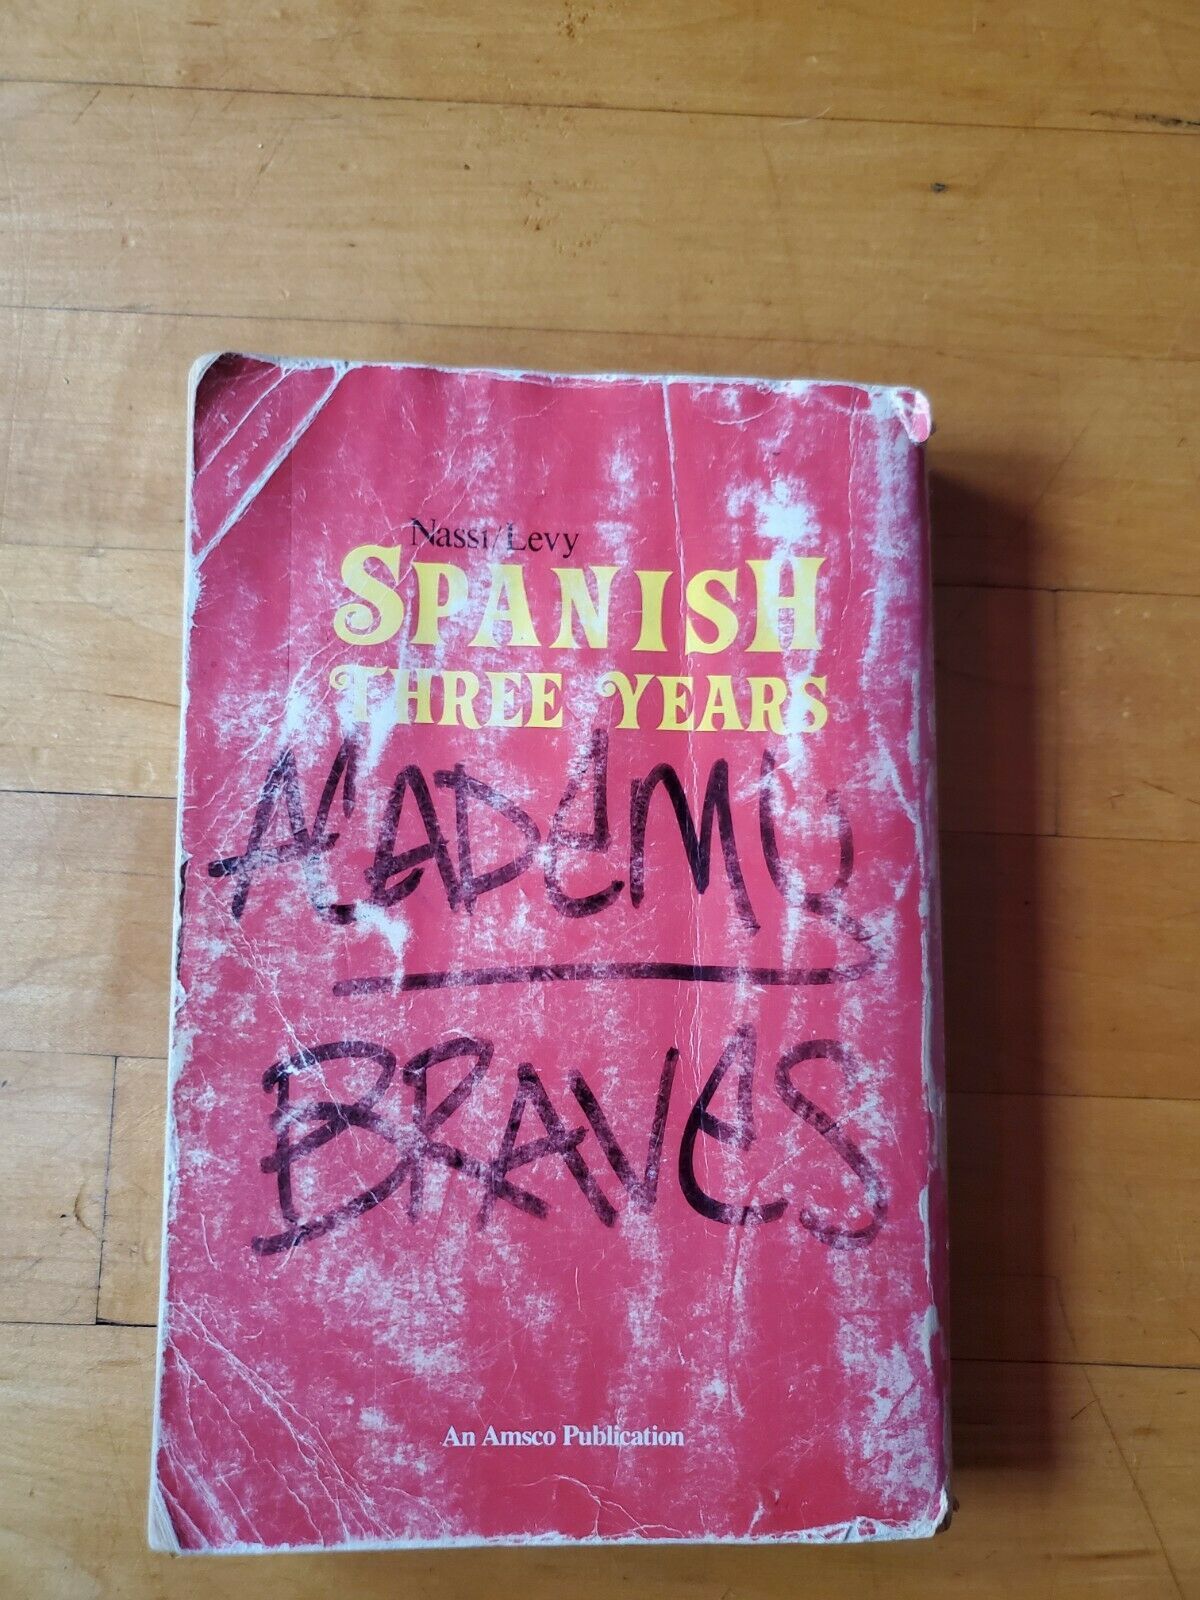 Nassi/Levy
SPANISH
THREE YEARS
ACADEMY
BRAVES
An Amsco Publication